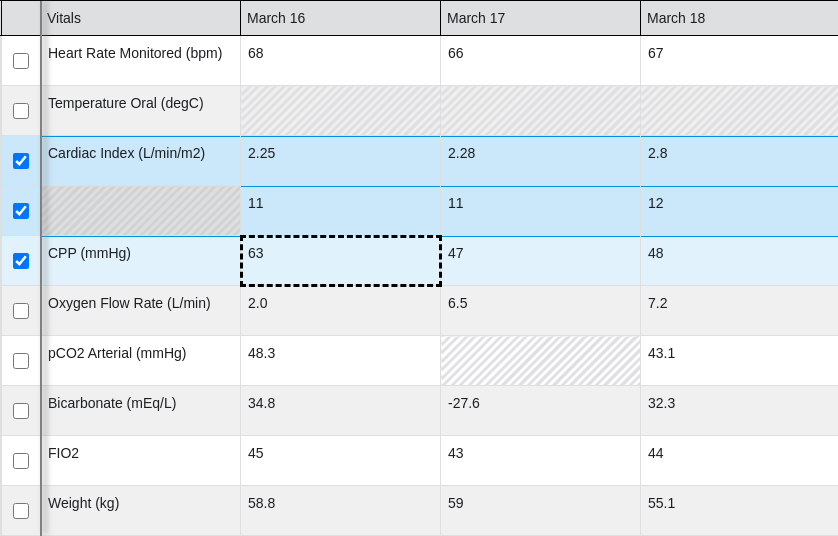 Vitals March 16 March 17 March 18
Heart Rate Monitored (bpm) 68 66 67
Temperature Oral (degC)
Cardiac Index (L/min/m2) 2.25 2.28 2.8
11 11 12
CPP (mmHg) 63 47 48
Oxygen Flow Rate (L/min) 2.0 6.5 7.2
pCO2 Arterial (mmHg) 48.3 43.1
Bicarbonate (mEq/L) 34.8 -27.6 32.3
FIO2 45 43 44
Weight (kg) 58.8 59 55.1